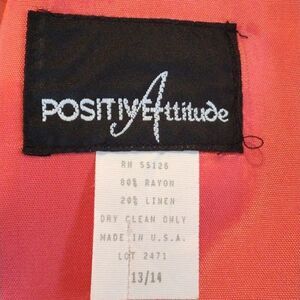 POSITIVE Attitude
RN 55126
80% RAYON
20% LINEN
DRY CLEAN ONLY
MADE IN U.S.A.
LOT 2471
13/14